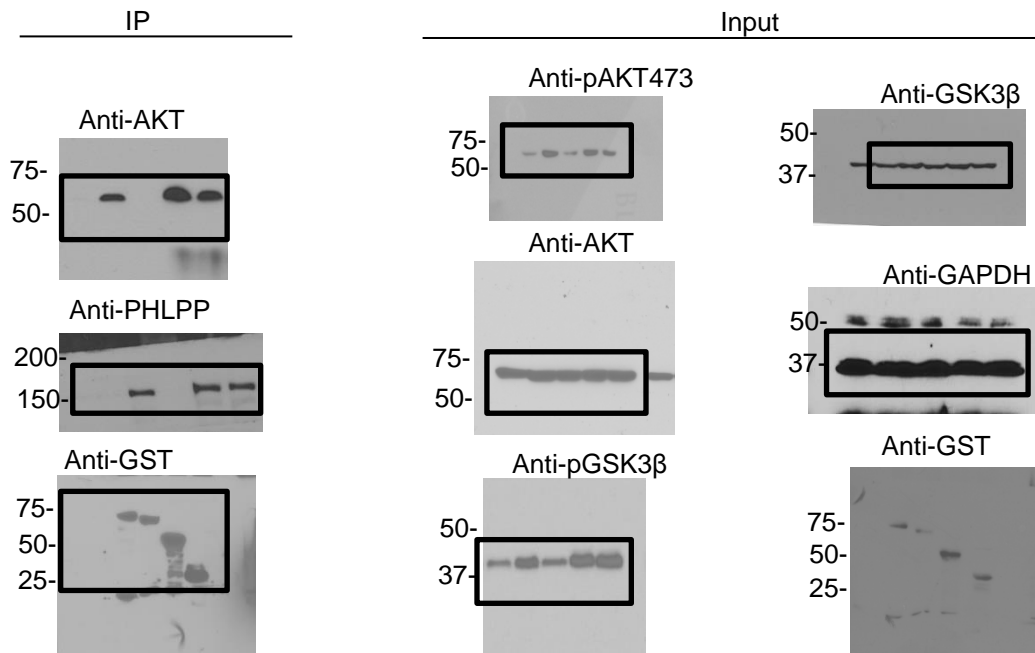 IP
Input
Anti-AKT
75-
50-
Anti-PHLPP
200-
150-
Anti-GST
75-
50-
25-
Anti-pAKT473
75-
50-
Anti-AKT
75-
50-
Anti-pGSK3β
50-
37-
Anti-GSK3β
50-
37-
Anti-GAPDH
50-
37-
Anti-GST
75-
50-
25-